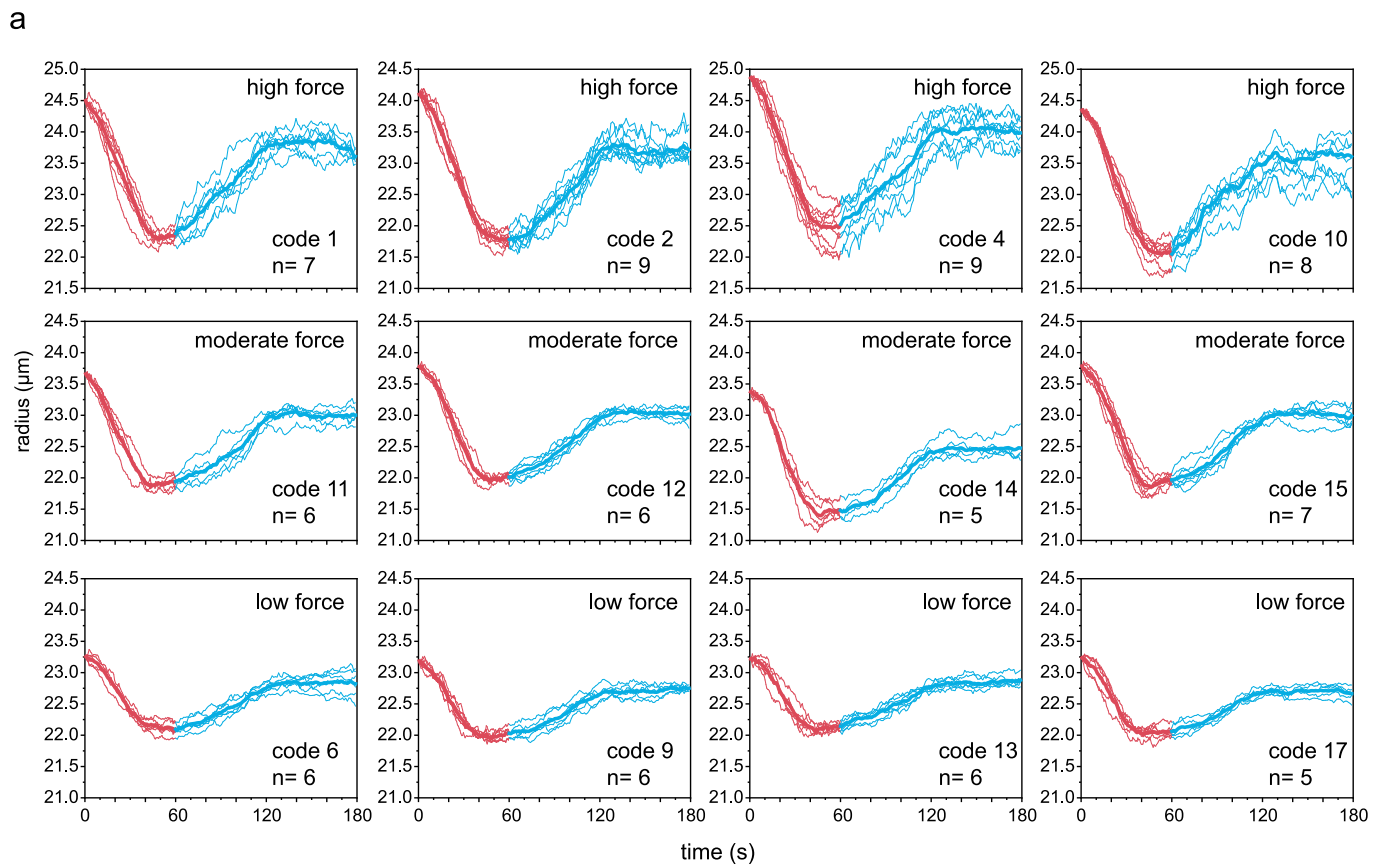 a
high force
high force
high force
high force
25.0
24.5
24.0
23.5
23.0
22.5
22.0
21.5
24.5
24.0
23.5
23.0
22.5
22.0
21.5
21.0
25.0
24.5
24.0
23.5
23.0
22.5
22.0
21.5
25.0
24.5
24.0
23.5
23.0
22.5
22.0
21.5
code 1
n= 7
code 2
n= 9
code 4
n= 9
code 10
n= 8
radius (µm)
moderate force
moderate force
moderate force
moderate force
24.5
24.0
23.5
23.0
22.5
22.0
21.5
21.0
24.5
24.0
23.5
23.0
22.5
22.0
21.5
21.0
24.5
24.0
23.5
23.0
22.5
22.0
21.5
21.0
24.5
24.0
23.5
23.0
22.5
22.0
21.5
21.0
code 11
n= 6
code 12
n= 6
code 14
n= 5
code 15
n= 7
low force
low force
low force
low force
24.5
24.0
23.5
23.0
22.5
22.0
21.5
21.0
24.5
24.0
23.5
23.0
22.5
22.0
21.5
21.0
24.5
24.0
23.5
23.0
22.5
22.0
21.5
21.0
24.5
24.0
23.5
23.0
22.5
22.0
21.5
21.0
code 6
n= 6
code 9
n= 6
code 13
n= 6
code 17
n= 5
0 60 120 180
0 60 120 180
0 60 120 180
0 60 120 180
time (s)